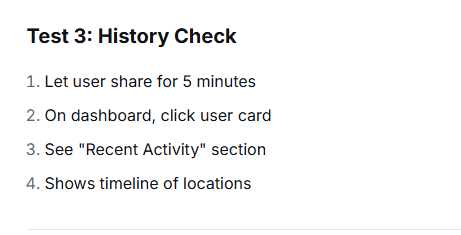 Test 3: History Check
1. Let user share for 5 minutes
2. On dashboard, click user card
3. See "Recent Activity" section
4. Shows timeline of locations